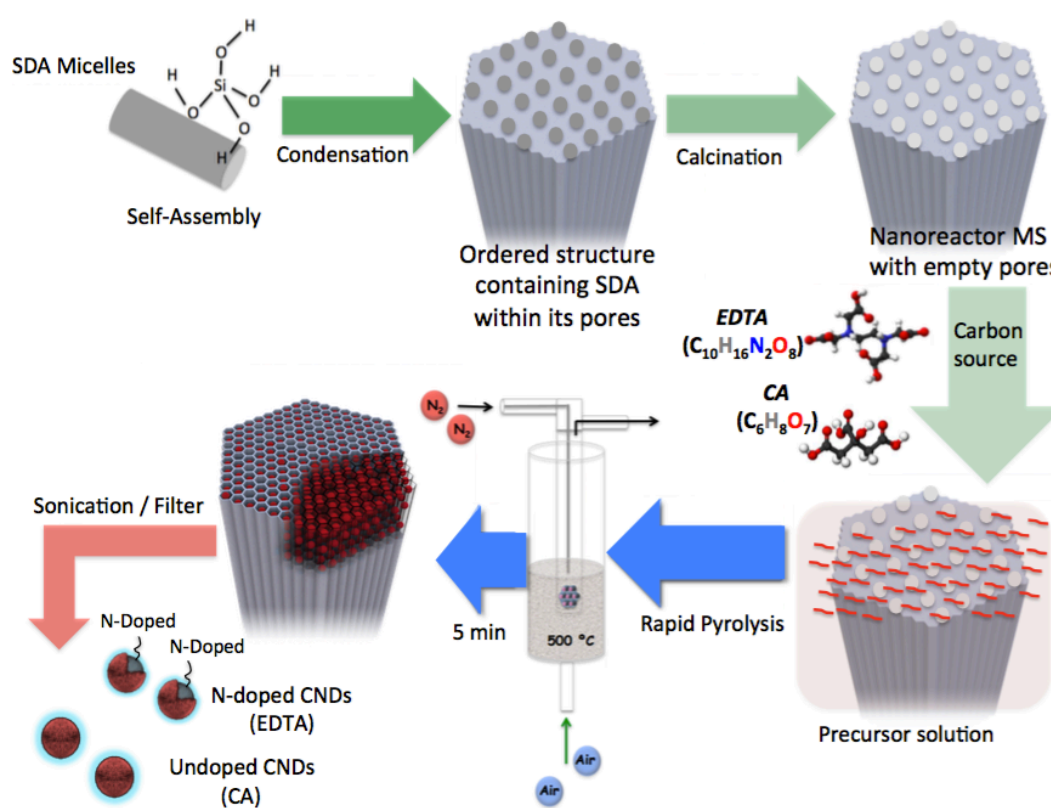 SDA Micelles
H
O
H
Si
H
O
O
O
H
H
Self-Assembly
Condensation
Ordered structure
containing SDA
within its pores
Calcination
Nanoreactor MS
with empty pores
Carbon
source
EDTA
(C10H16N2O8)
CA
(C6H8O7)
Precursor solution
Rapid Pyrolysis
N2
N2
500 °C
Air
Air
5 min
Sonication / Filter
N-Doped
N-Doped
N-doped CNDs
(EDTA)
Undoped CNDs
(CA)